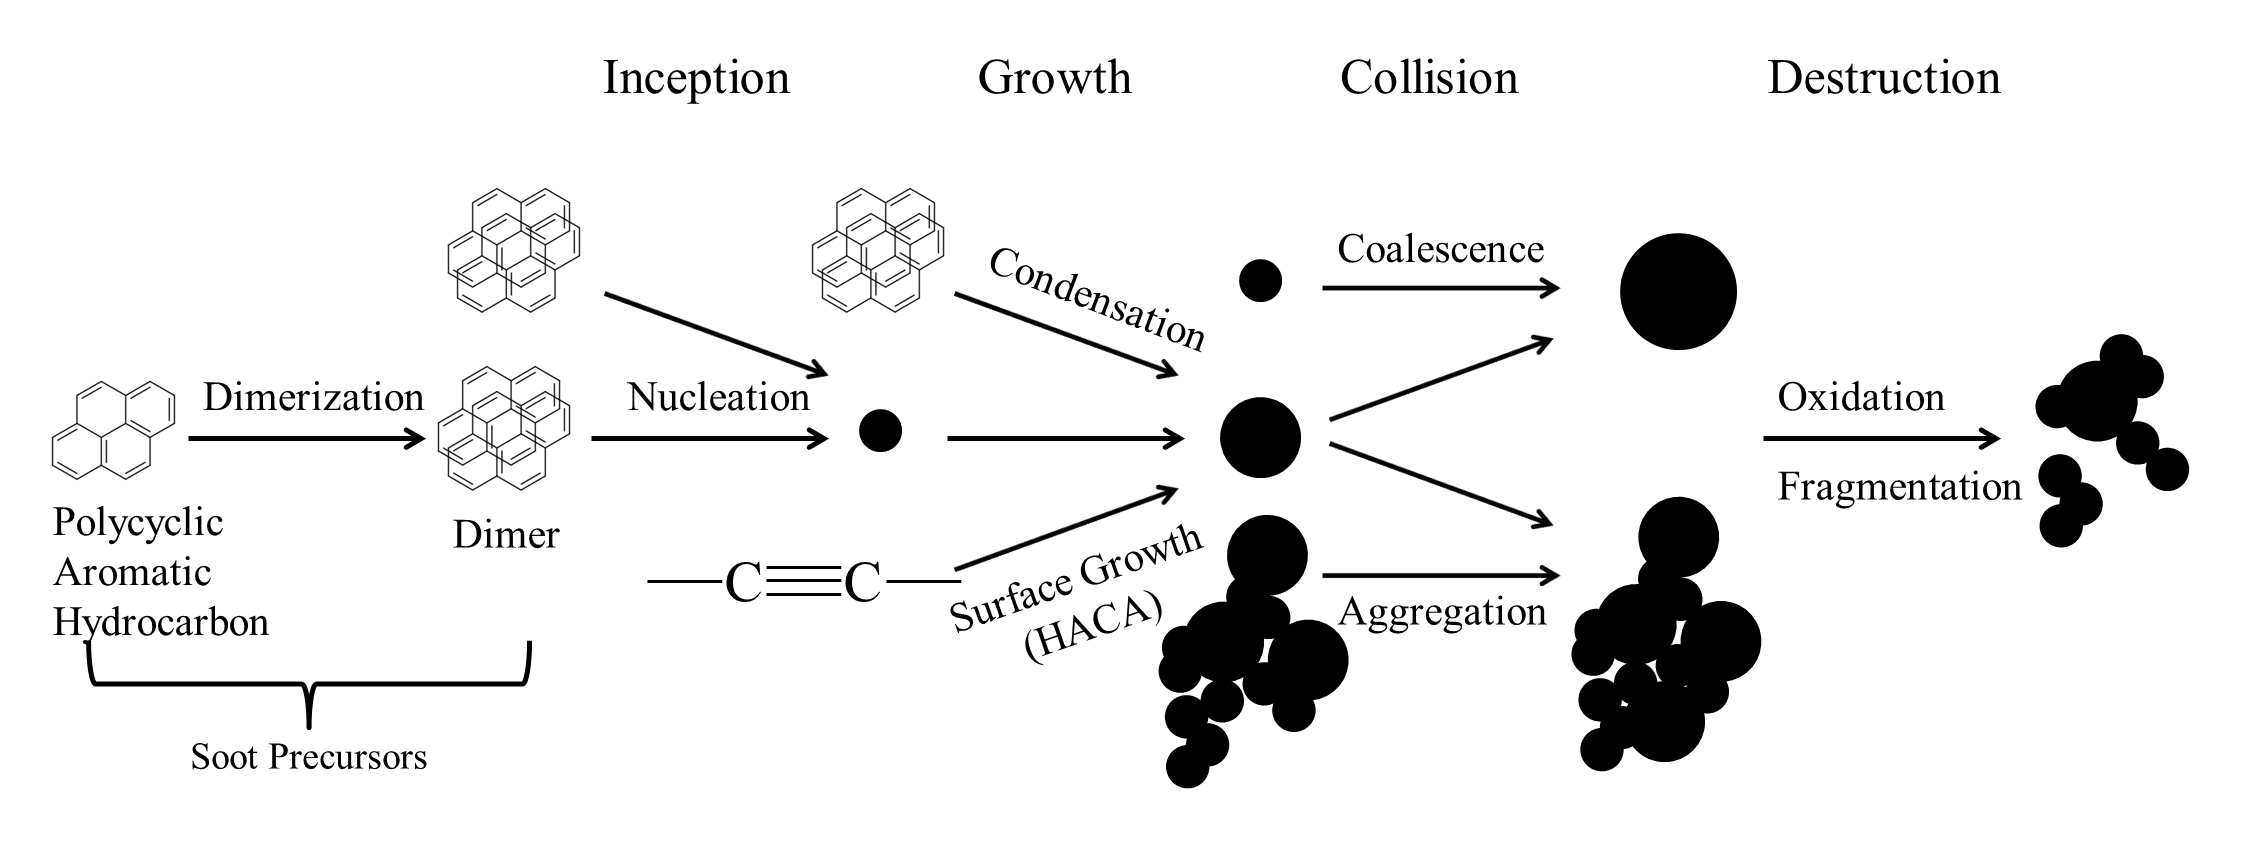 Inception
Growth
Collision
Destruction
Condensation
Coalescence
Dimerization
Nucleation
Oxidation
Fragmentation
Polycyclic
Aromatic
Hydrocarbon
Dimer
C≡C
Surface Growth
(HACA)
Aggregation
Soot Precursors